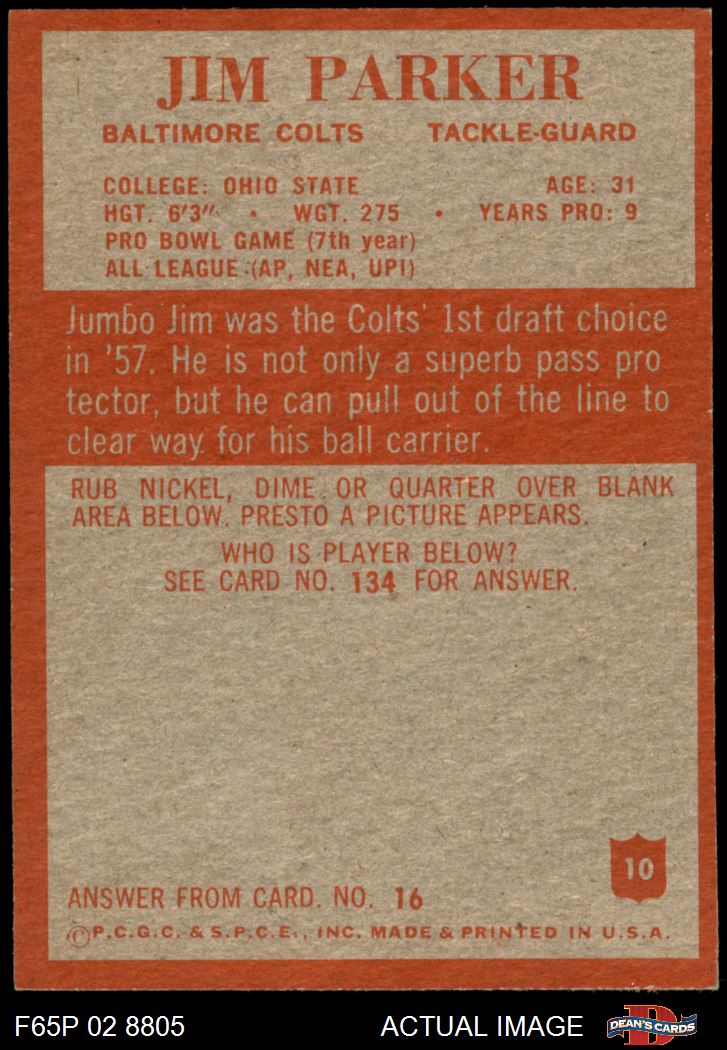 JIM PARKER
BALTIMORE COLTS TACKLE-GUARD
COLLEGE: OHIO STATE AGE: 31
HGT. 6'3" • WGT. 275 • YEARS PRO: 9
PRO BOWL GAME (7th year)
ALL LEAGUE (AP, NEA, UPI)
Jumbo Jim was the Colts' 1st draft choice
in '57. He is not only a superb pass pro
tector, but he can pull out of the line to
clear way for his ball carrier.
RUB NICKEL, DIME OR QUARTER OVER BLANK
AREA BELOW. PRESTO A PICTURE APPEARS.
WHO IS PLAYER BELOW?
SEE CARD NO. 134 FOR ANSWER.
10
ANSWER FROM CARD. NO. 16
©P.C.G.C. & S.P.C.E., INC. MADE & PRINTED IN U.S.A.
F65P 02 8805 ACTUAL IMAGE D DEAN'S CARDS